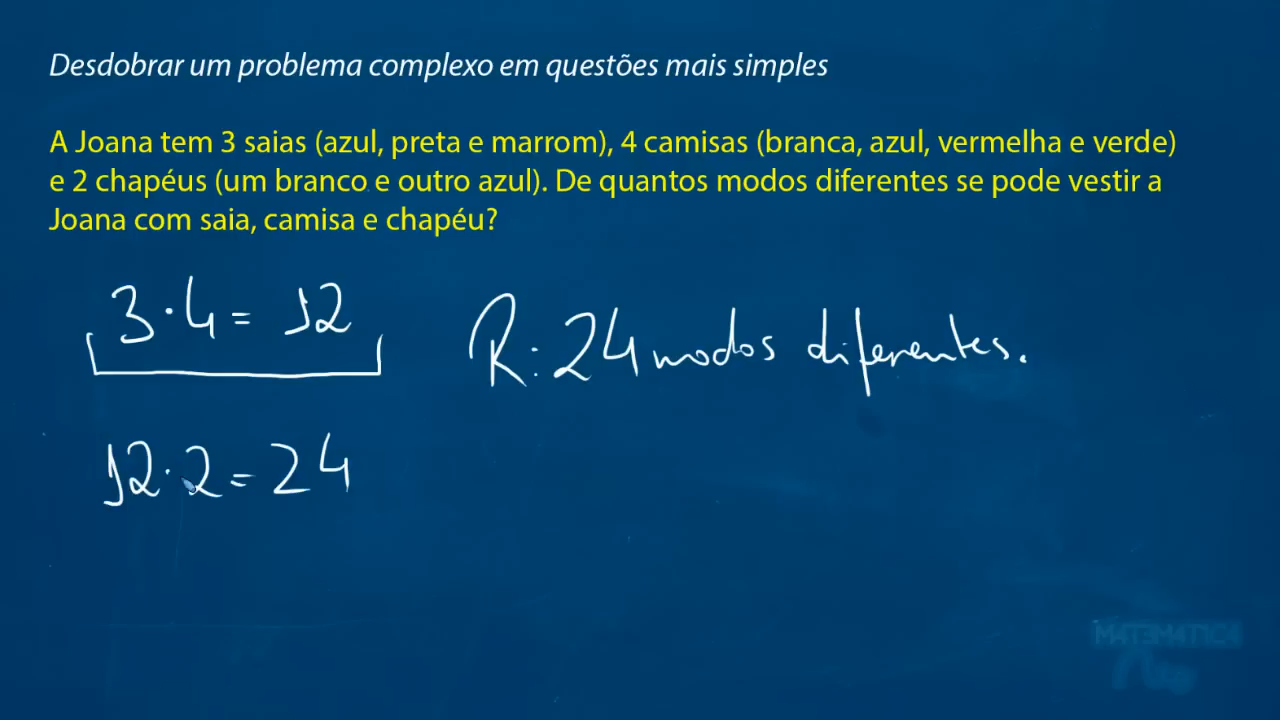 Desdobrar um problema complexo em questões mais simples
A Joana tem 3 saias (azul, preta e marrom), 4 camisas (branca, azul, vermelha e verde)
e 2 chapéus (um branco e outro azul). De quantos modos diferentes se pode vestir a
Joana com saia, camisa e chapéu?
3·4 = 12
R: 24 modos diferentes.
12·2 = 24
MATEMÁTICA